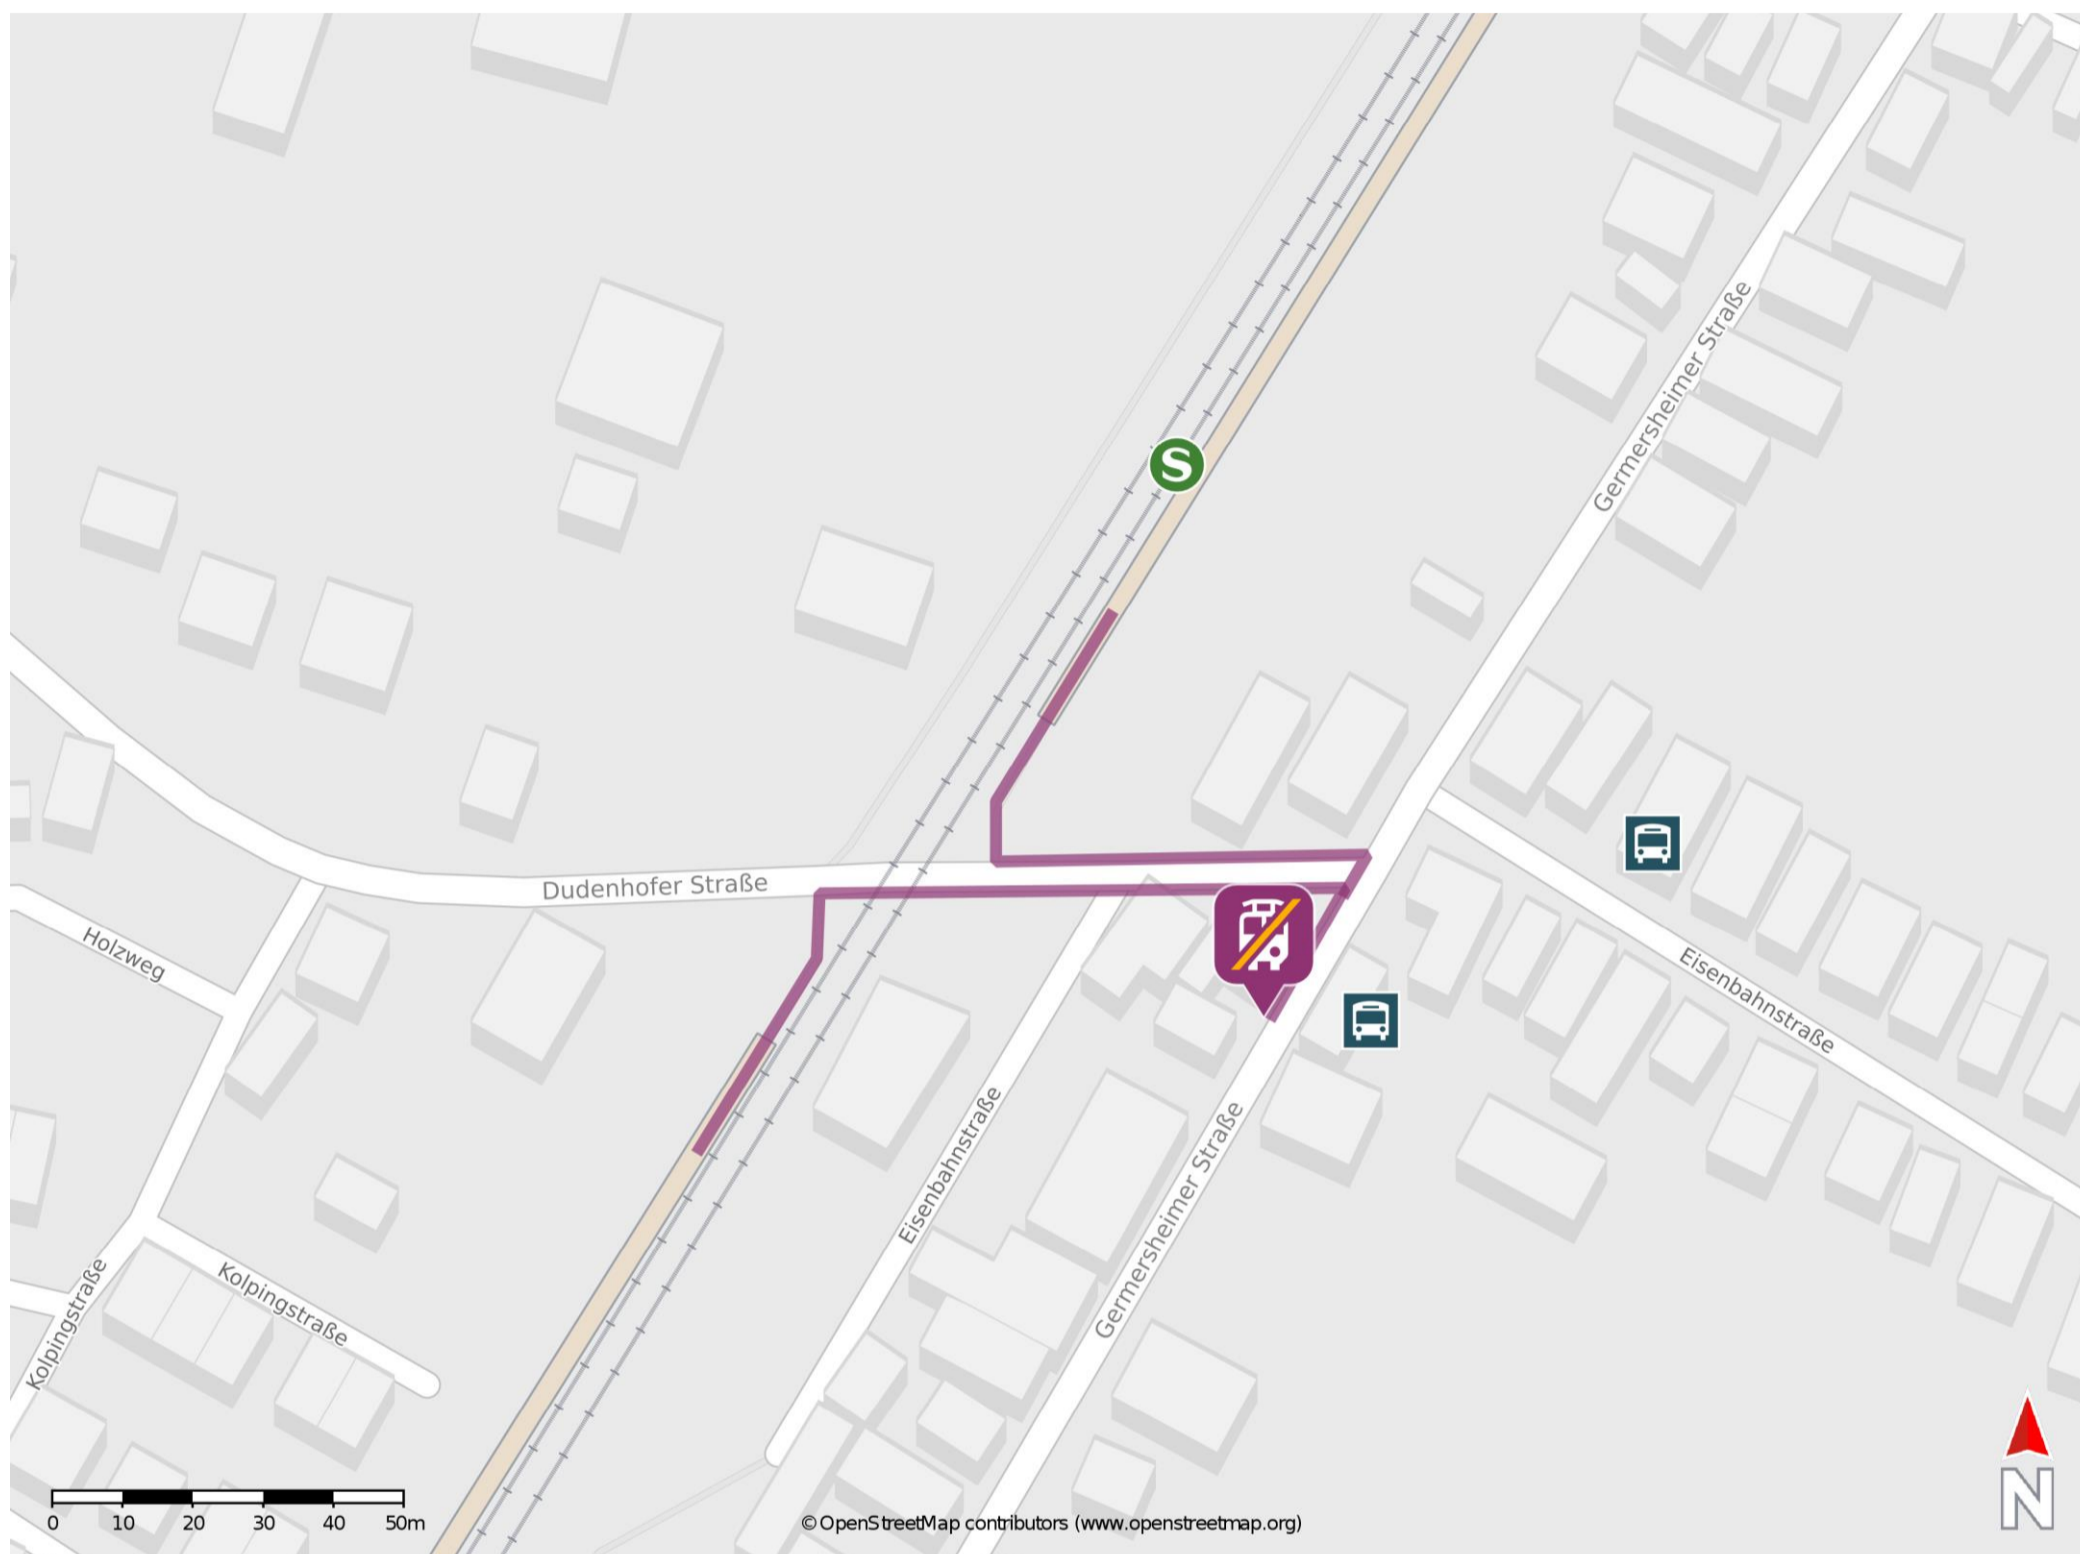 Germersheimer Straße
S
Dudenhofer Straße
Holzweg
Eisenbahnstraße
Eisenbahnstraße
Germersheimer Straße
Kolpingstraße
Kolpingstraße
0 10 20 30 40 50m
© OpenStreetMap contributors (www.openstreetmap.org)
N